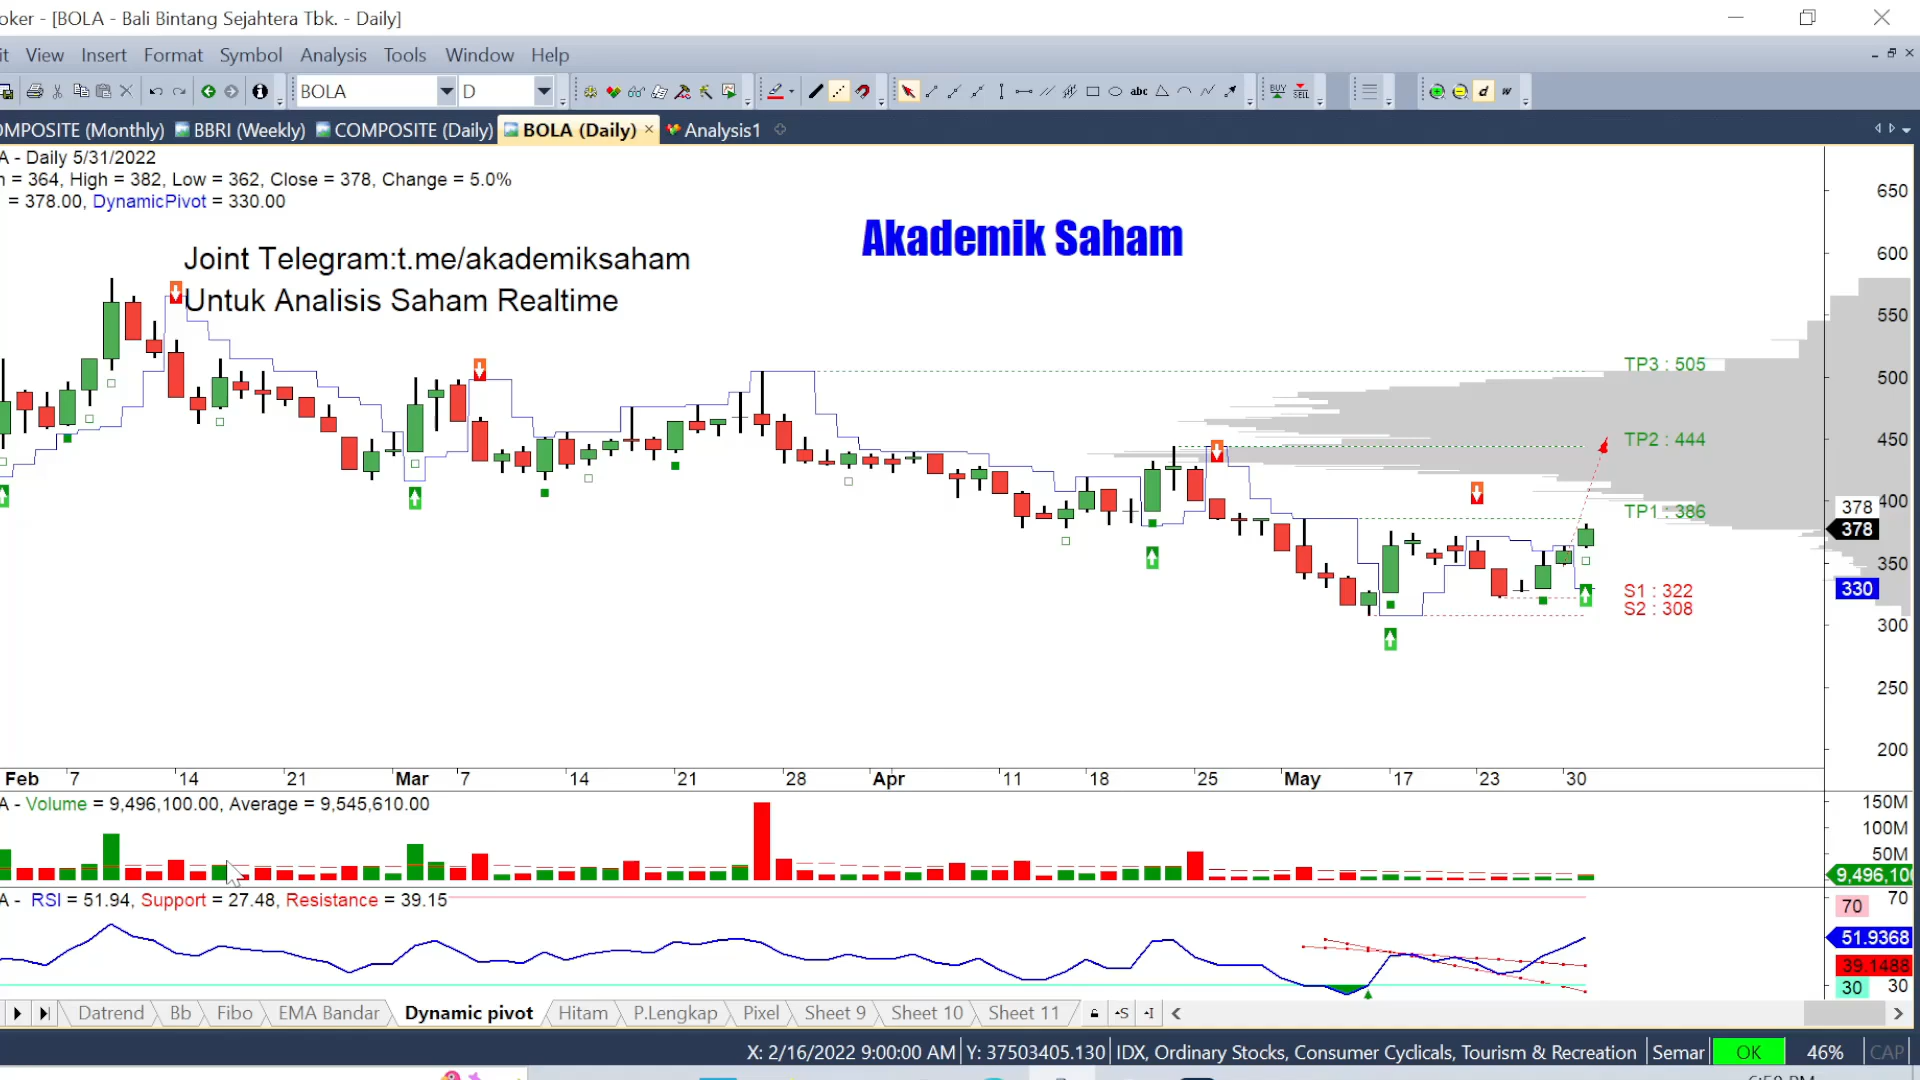 oker - [BOLA - Bali Bintang Sejahtera Tbk. - Daily]
it View Insert Format Symbol Analysis Tools Window Help
BOLA D abc BUY SELL d w
OMPOSITE (Monthly) BBRI (Weekly) COMPOSITE (Daily) BOLA (Daily) Analysis1
A - Daily 5/31/2022
n = 364, High = 382, Low = 362, Close = 378, Change = 5.0%
= 378.00, DynamicPivot = 330.00
Akademik Saham
Joint Telegram:t.me/akademiksaham
Untuk Analisis Saham Realtime
650
600
550
TP3 : 505
500
TP2 : 444
450
400
TP1 : 386
378
378
350
S1 : 322
330
S2 : 308
300
250
200
Feb 7 14 21 Mar 7 14 21 28 Apr 11 18 25 May 17 23 30
A - Volume = 9,496,100.00, Average = 9,545,610.00
150M
100M
50M
9,496,100
A - RSI = 51.94, Support = 27.48, Resistance = 39.15
70
70
51.9368
39.1488
30
30
Datrend Bb Fibo EMA Bandar Dynamic pivot Hitam P.Lengkap Pixel Sheet 9 Sheet 10 Sheet 11 S I
X: 2/16/2022 9:00:00 AM Y: 37503405.130 IDX, Ordinary Stocks, Consumer Cyclicals, Tourism & Recreation Semar OK 46% CAP